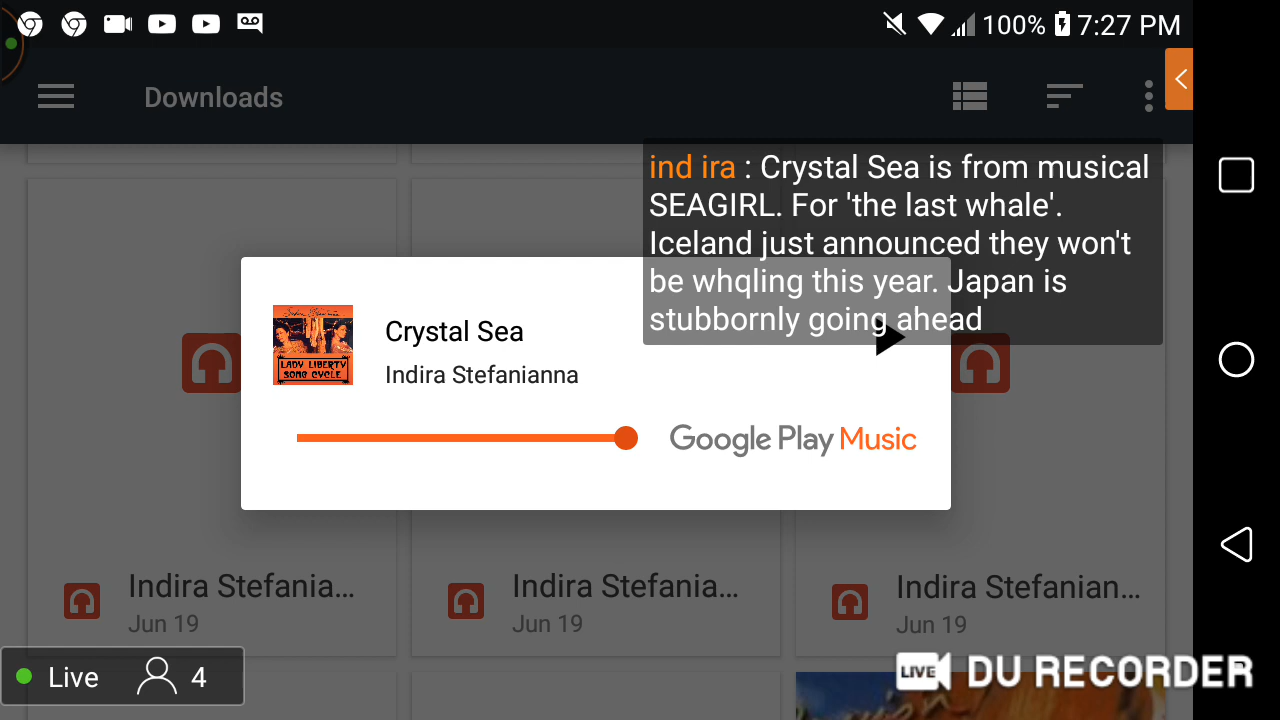 100% 7:27 PM
Downloads
ind ira : Crystal Sea is from musical
SEAGIRL. For 'the last whale'.
Iceland just announced they won't
be whqling this year. Japan is
stubbornly going ahead
Crystal Sea
Indira Stefanianna
LADY LIBERTY
SONG CYCLE
Google Play Music
Indira Stefania...
Jun 19
Indira Stefania...
Jun 19
Indira Stefanian...
Jun 19
Live 4
LIVE DU RECORDER